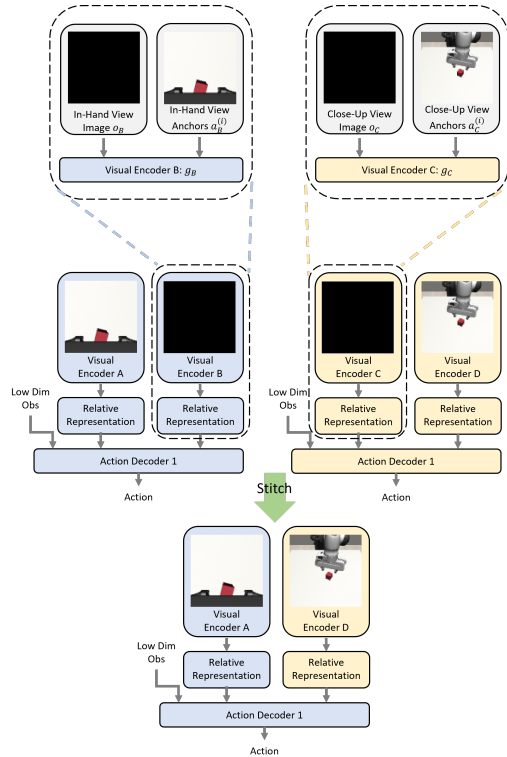 In-Hand View
Image o_B
In-Hand View
Anchors a_B^(i)
Visual Encoder B: g_B
Close-Up View
Image o_C
Close-Up View
Anchors a_C^(i)
Visual Encoder C: g_C
Visual
Encoder A
Visual
Encoder B
Low Dim
Obs
Relative
Representation
Relative
Representation
Action Decoder 1
Action
Visual
Encoder C
Visual
Encoder D
Low Dim
Obs
Relative
Representation
Relative
Representation
Action Decoder 1
Action
Stitch
Visual
Encoder A
Visual
Encoder D
Low Dim
Obs
Relative
Representation
Relative
Representation
Action Decoder 1
Action